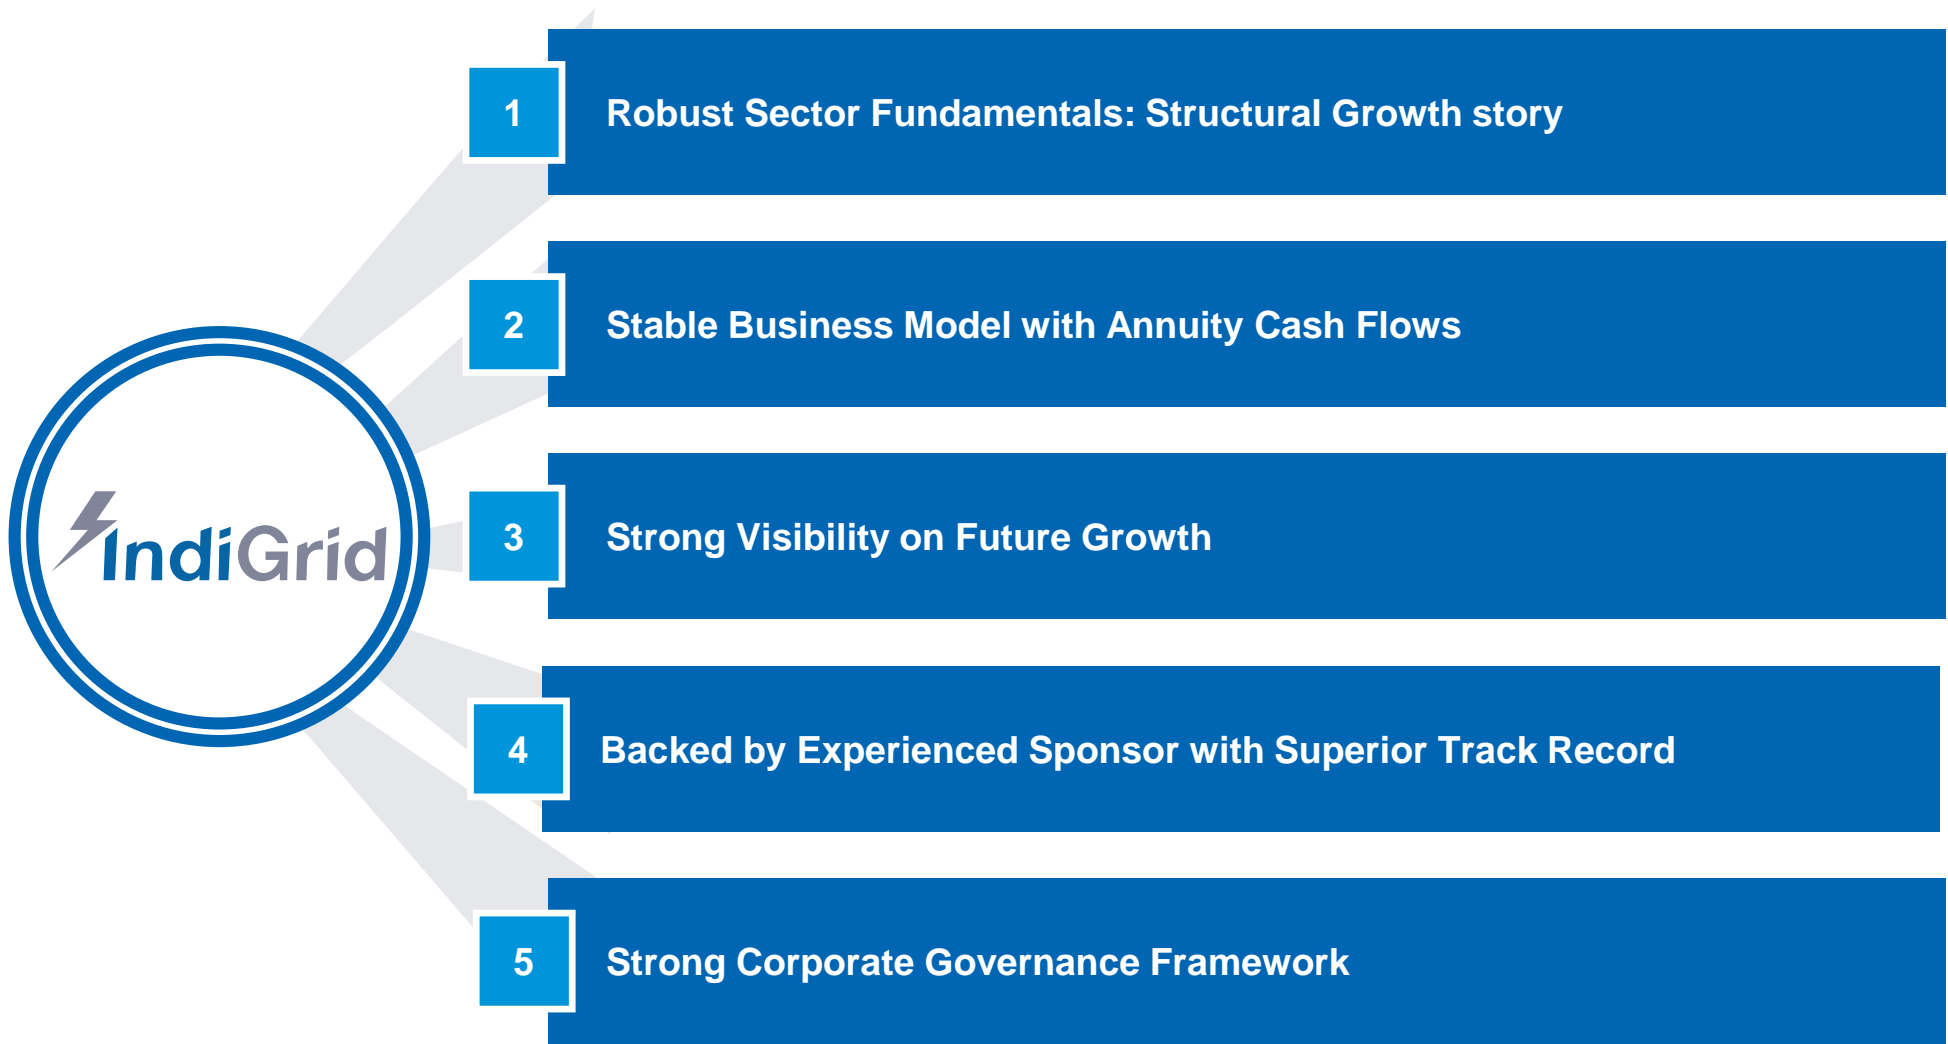 1
Robust Sector Fundamentals: Structural Growth story
2
Stable Business Model with Annuity Cash Flows
IndiGrid
3
Strong Visibility on Future Growth
4
Backed by Experienced Sponsor with Superior Track Record
5
Strong Corporate Governance Framework